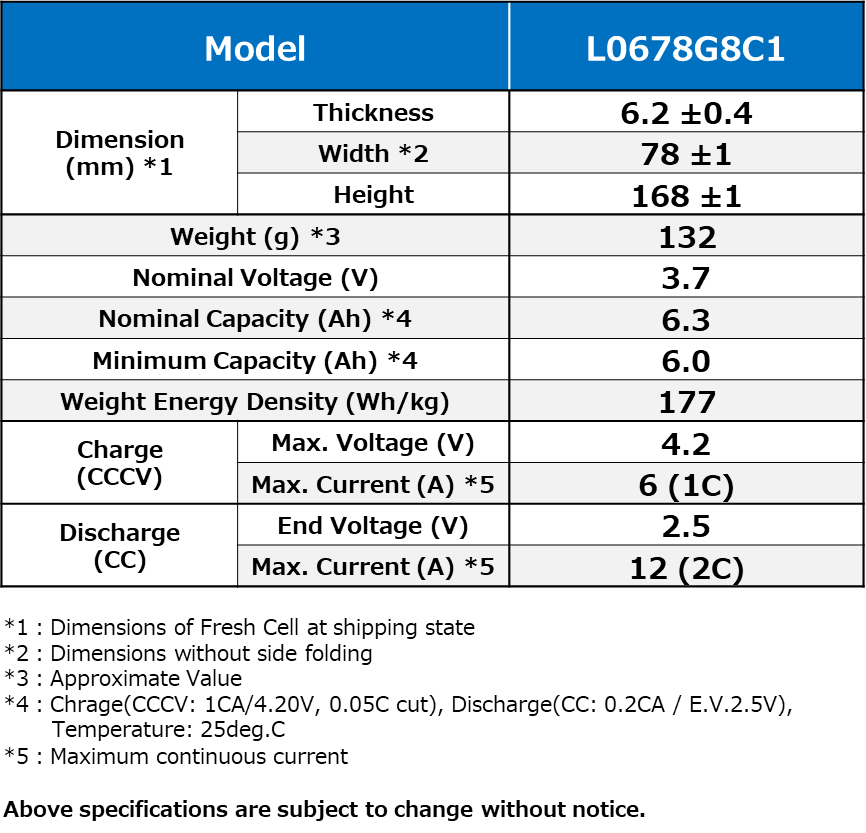 Model L0678G8C1
Dimension
(mm) *1
Thickness 6.2 ±0.4
Width *2 78 ±1
Height 168 ±1
Weight (g) *3 132
Nominal Voltage (V) 3.7
Nominal Capacity (Ah) *4 6.3
Minimum Capacity (Ah) *4 6.0
Weight Energy Density (Wh/kg) 177
Charge
(CCCV)
Max. Voltage (V) 4.2
Max. Current (A) *5 6 (1C)
Discharge
(CC)
End Voltage (V) 2.5
Max. Current (A) *5 12 (2C)
*1 : Dimensions of Fresh Cell at shipping state
*2 : Dimensions without side folding
*3 : Approximate Value
*4 : Chrage(CCCV: 1CA/4.20V, 0.05C cut), Discharge(CC: 0.2CA / E.V.2.5V),
Temperature: 25deg.C
*5 : Maximum continuous current
Above specifications are subject to change without notice.